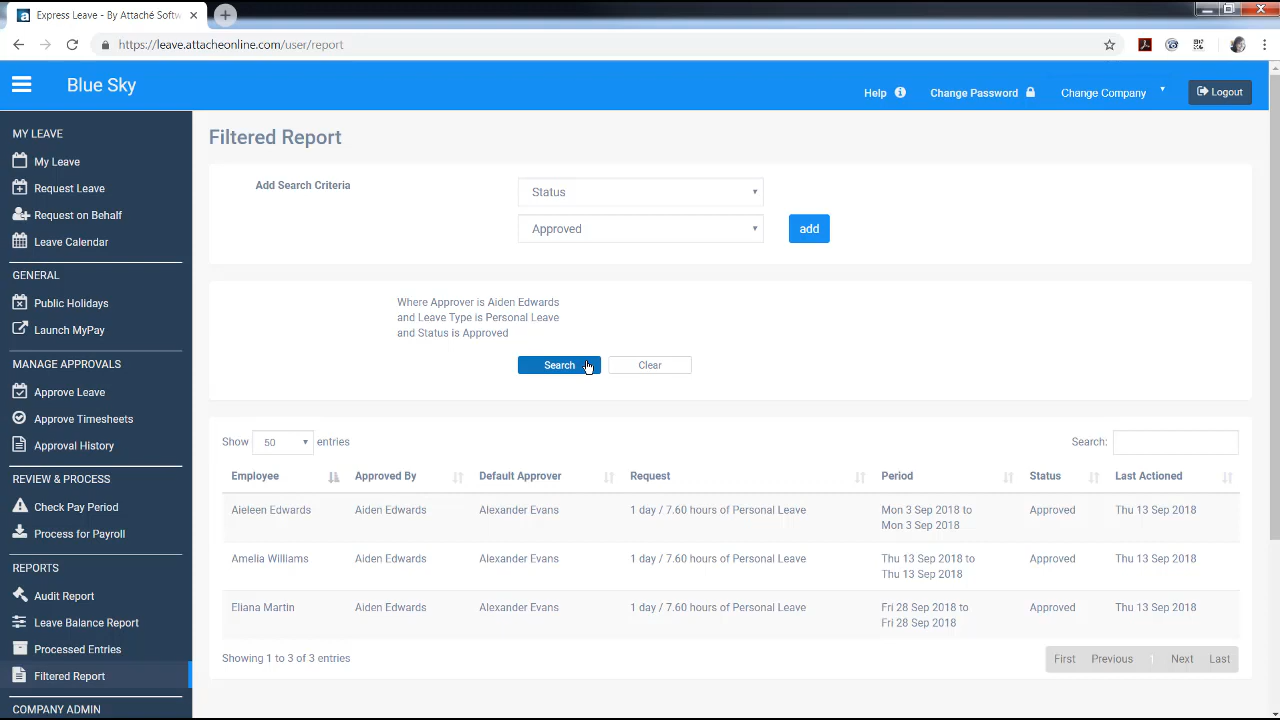 Express Leave - By Attaché Softw
https://leave.attacheonline.com/user/report
Blue Sky
Help
Change Password
Change Company
Logout
MY LEAVE
My Leave
Request Leave
Request on Behalf
Leave Calendar
GENERAL
Public Holidays
Launch MyPay
MANAGE APPROVALS
Approve Leave
Approve Timesheets
Approval History
REVIEW & PROCESS
Check Pay Period
Process for Payroll
REPORTS
Audit Report
Leave Balance Report
Processed Entries
Filtered Report
COMPANY ADMIN
Filtered Report
Add Search Criteria
Status
Approved
add
Where Approver is Aiden Edwards
and Leave Type is Personal Leave
and Status is Approved
Search
Clear
Show 50 entries
Search:
Employee Approved By Default Approver Request Period Status Last Actioned
Aieleen Edwards Aiden Edwards Alexander Evans 1 day / 7.60 hours of Personal Leave Mon 3 Sep 2018 to Approved Thu 13 Sep 2018
Mon 3 Sep 2018
Amelia Williams Aiden Edwards Alexander Evans 1 day / 7.60 hours of Personal Leave Thu 13 Sep 2018 to Approved Thu 13 Sep 2018
Thu 13 Sep 2018
Eliana Martin Aiden Edwards Alexander Evans 1 day / 7.60 hours of Personal Leave Fri 28 Sep 2018 to Approved Thu 13 Sep 2018
Fri 28 Sep 2018
Showing 1 to 3 of 3 entries
First Previous 1 Next Last